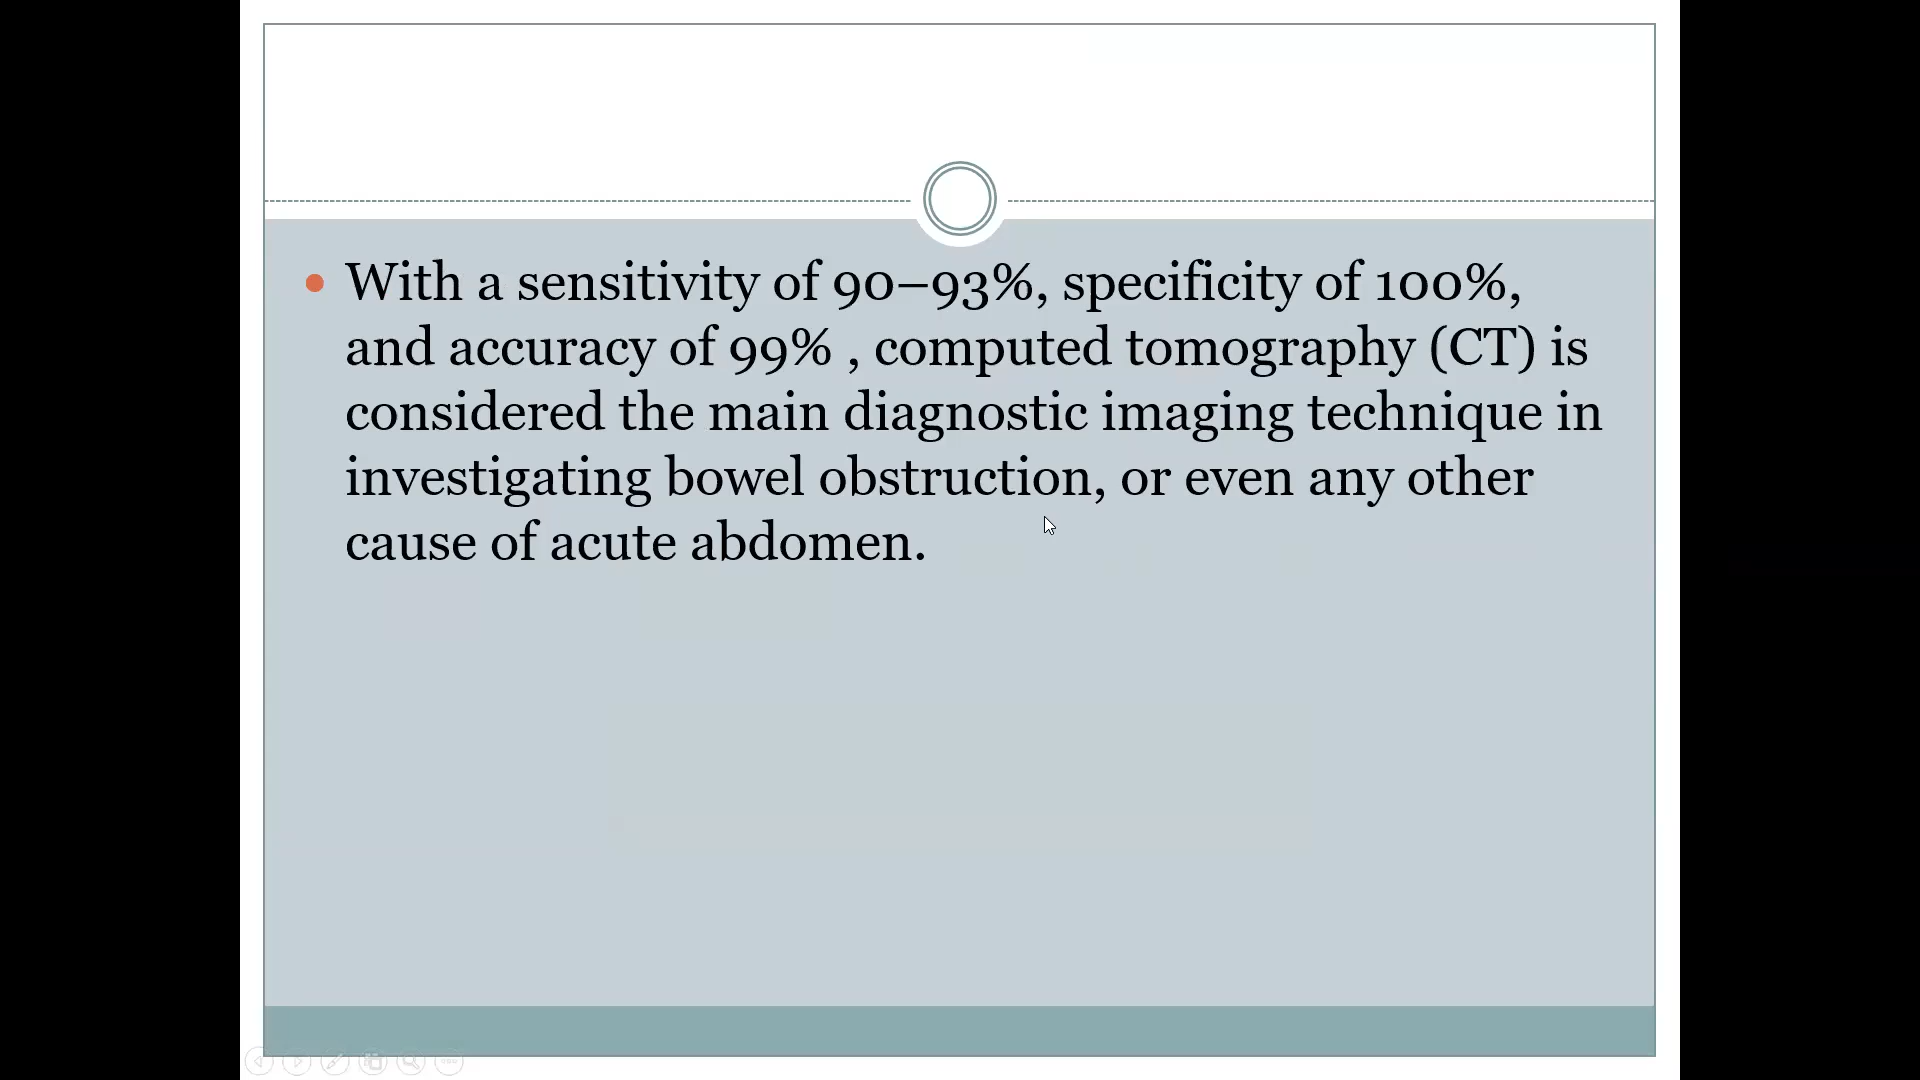 With a sensitivity of 90–93%, specificity of 100%,
and accuracy of 99% , computed tomography (CT) is
considered the main diagnostic imaging technique in
investigating bowel obstruction, or even any other
cause of acute abdomen.